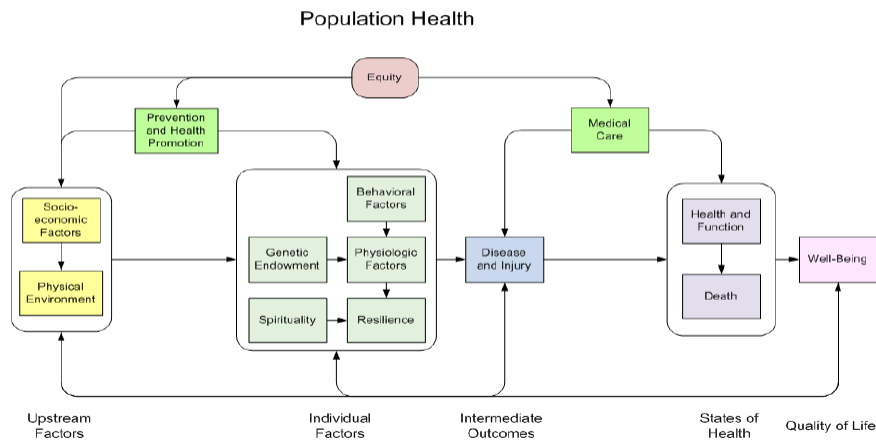 Population Health
Equity
Prevention
and Health
Promotion
Medical
Care
Socio-
economic
Factors
Physical
Environment
Behavioral
Factors
Genetic
Endowment
Physiologic
Factors
Spirituality
Resilience
Disease
and Injury
Health and
Function
Death
Well-Being
Upstream
Factors
Individual
Factors
Intermediate
Outcomes
States of
Health
Quality of Life